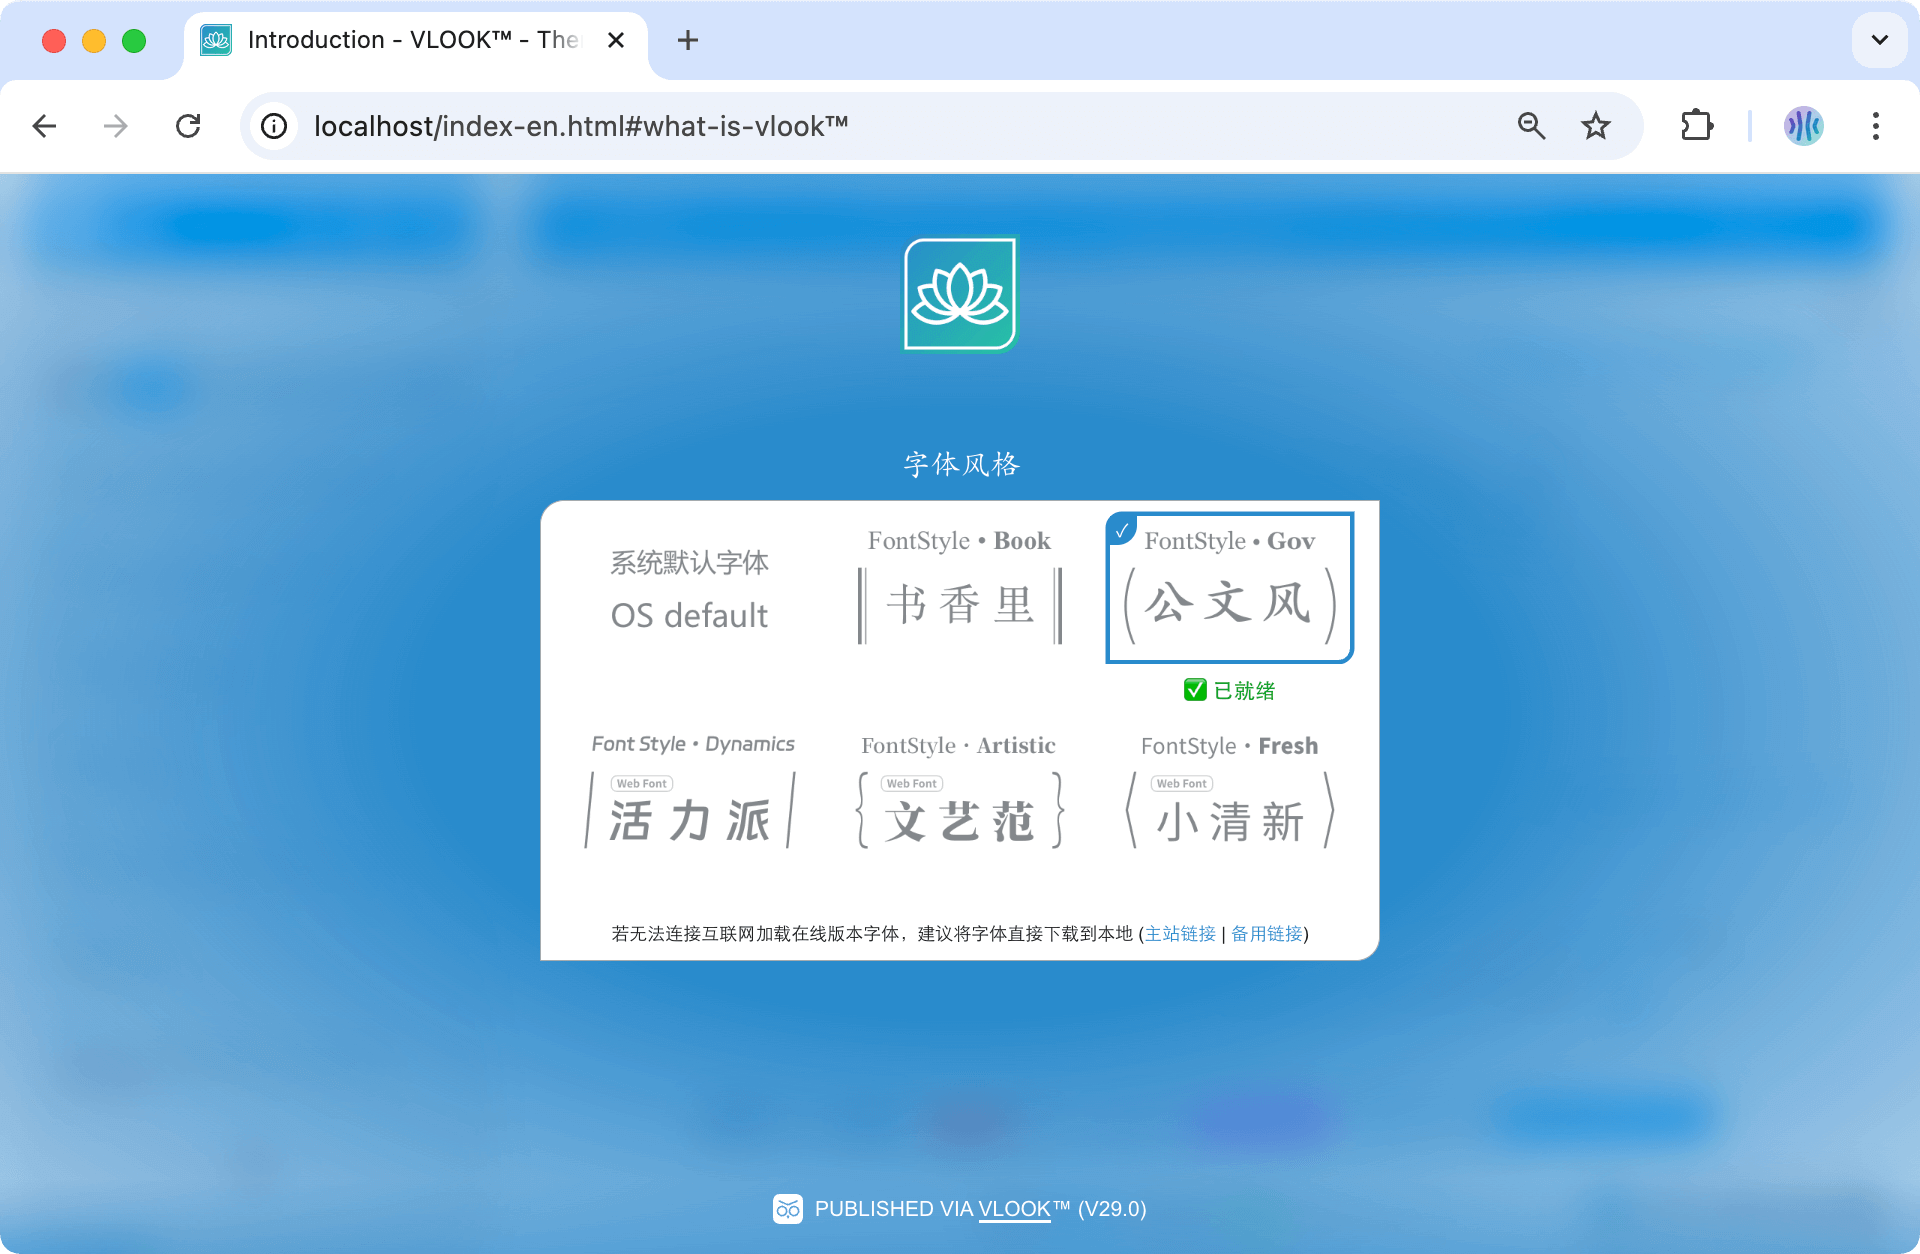 Introduction - VLOOK™ - The
localhost/index-en.html#what-is-vlook™
字体风格
系统默认字体
OS default
FontStyle • Book
书香里
FontStyle • Gov
公文风
✅ 已就绪
Font Style • Dynamics
Web Font
活力派
FontStyle · Artistic
Web Font
文艺范
FontStyle · Fresh
Web Font
小清新
若无法连接互联网加载在线版本字体，建议将字体直接下载到本地 (主站链接 | 备用链接)
PUBLISHED VIA VLOOK™ (V29.0)